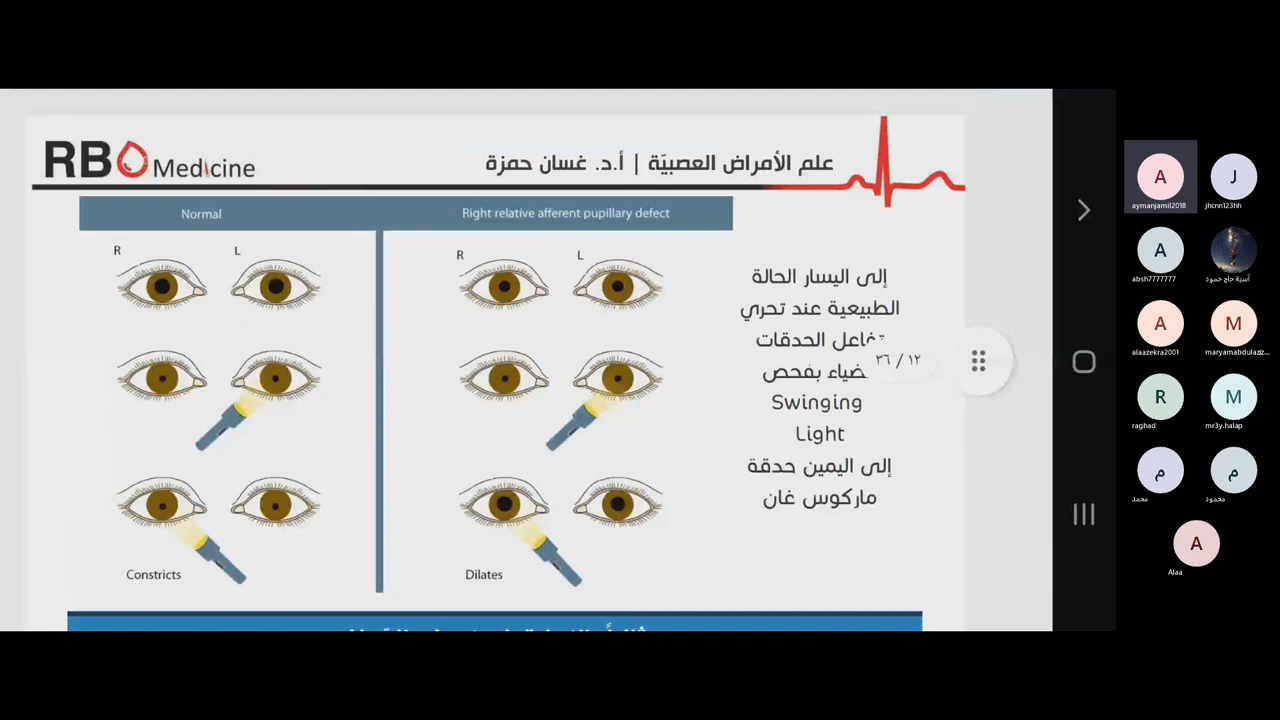 RBO Medicine
علم الأمراض العصبيّة | أ.د. غسان حمزة
Normal
Right relative afferent pupillary defect
R
L
R
L
إلى اليسار الحالة
الطبيعية عند تحري
الحدقات
بفحص
Swinging
Light
إلى اليمين حدقة
ماركوس غان
١٢ / ٣٦
Constricts
Dilates
A
aymanjamil2018
J
jhcnn123hh
A
absh7777777
آسية حاج حمود
A
alaazekra2001
M
maryamabdulaziz...
R
raghad
M
mr3y.halap
م
محمد
م
محمود
A
Alaa